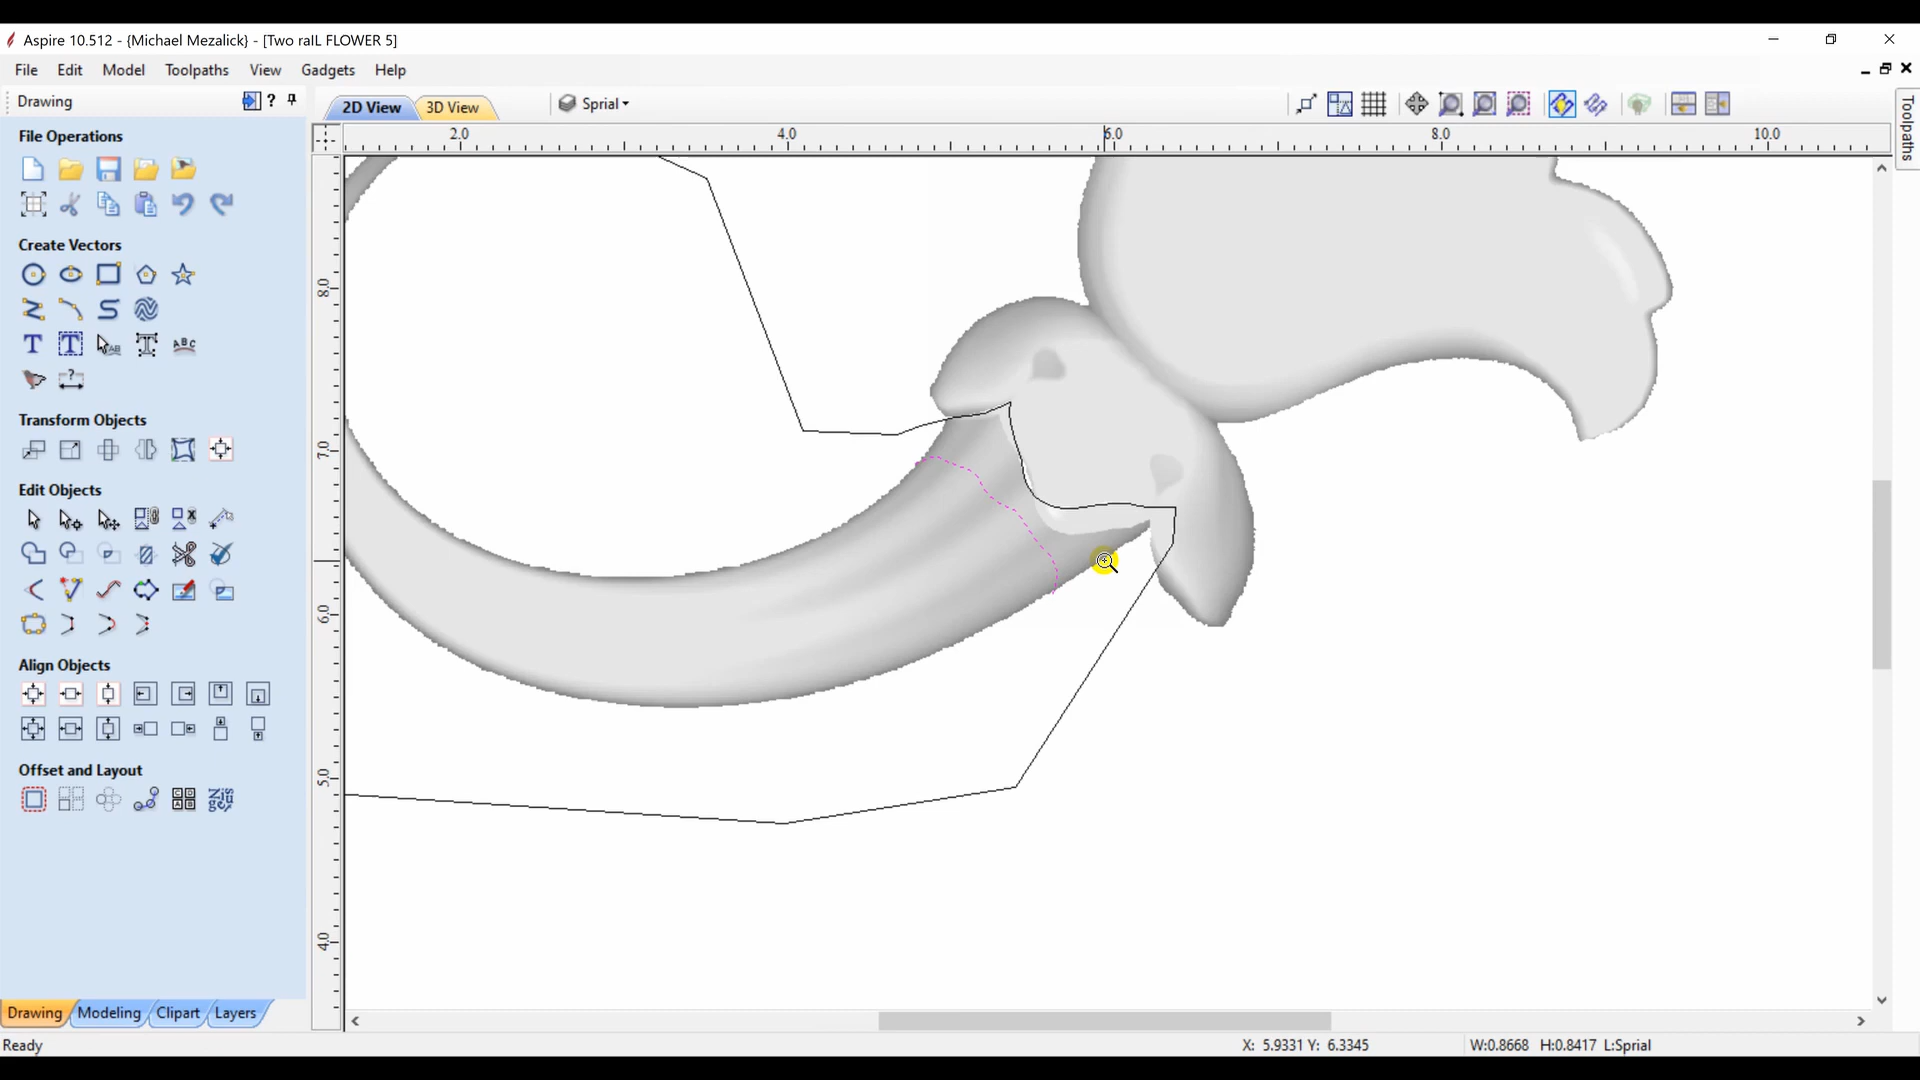 Aspire 10.512 - {Michael Mezalick} - [Two raIL FLOWER 5]
File Edit Model Toolpaths View Gadgets Help
Drawing ?
2D View 3D View Sprial
2.0 4.0 6.0 8.0 10.0
File Operations
Create Vectors
Transform Objects
Edit Objects
Align Objects
Offset and Layout
8.0
7.0
6.0
5.0
4.0
Toolpaths
Drawing Modeling Clipart Layers
Ready X: 5.9331 Y: 6.3345 W:0.8668 H:0.8417 L:Sprial